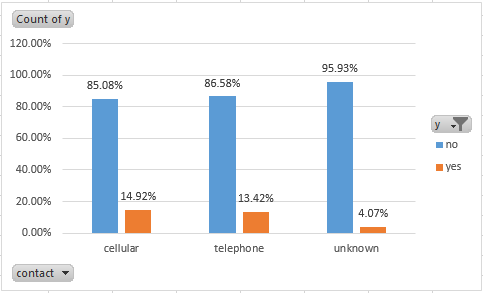 Count of y
120.00%
100.00%
80.00%
60.00%
40.00%
20.00%
0.00%
85.08%
14.92%
86.58%
13.42%
95.93%
4.07%
cellular
telephone
unknown
y
no
yes
contact